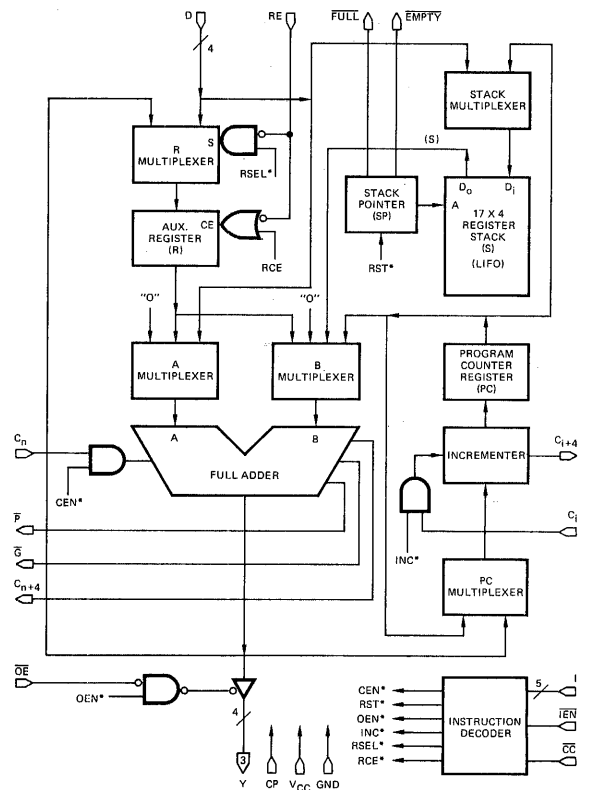 D
RE
FULL
EMPTY
4
STACK
MULTIPLEXER
R
MULTIPLEXER
S
RSEL*
(S)
AUX.
REGISTER
(R)
CE
RCE
STACK
POINTER
(SP)
RST*
Do
Di
A
17 X 4
REGISTER
STACK
(S)
(LIFO)
"O"
"O"
A
MULTIPLEXER
B
MULTIPLEXER
PROGRAM
COUNTER
REGISTER
(PC)
Cn
CEN*
A
B
FULL ADDER
INCREMENTER
Ci+4
P
G
Cn+4
Ci
INC*
PC
MULTIPLEXER
OE
OEN*
4
3
Y
CP
VCC
GND
CEN*
RST*
OEN*
INC*
RSEL*
RCE*
INSTRUCTION
DECODER
5
I
IEN
CC